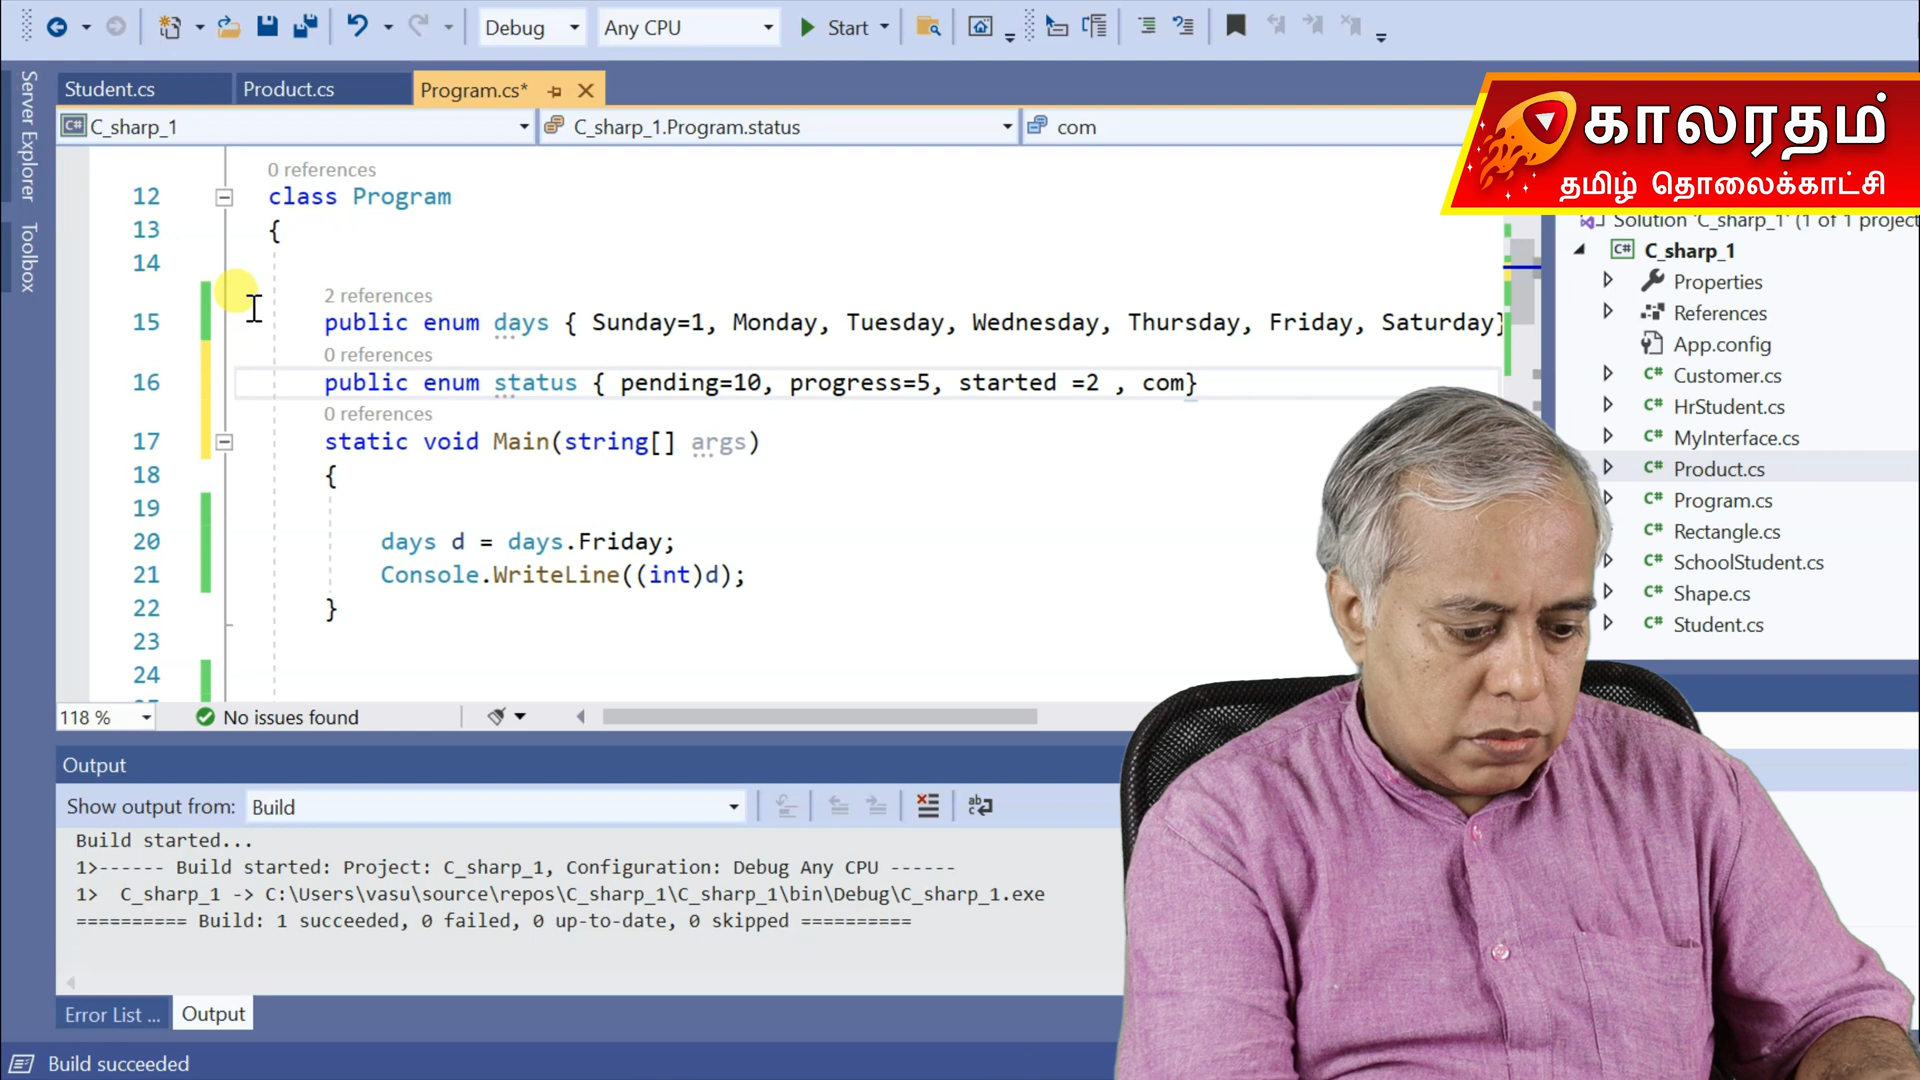 Debug
Any CPU
Start
Server Explorer
Toolbox
Student.cs
Product.cs
Program.cs*
C_sharp_1
C_sharp_1.Program.status
com
காலரதம்
தமிழ் தொலைக்காட்சி
0 references
12 class Program
13 {
14
2 references
15 public enum days { Sunday=1, Monday, Tuesday, Wednesday, Thursday, Friday, Saturday}
0 references
16 public enum status { pending=10, progress=5, started =2 , com}
0 references
17 static void Main(string[] args)
18 {
19
20 days d = days.Friday;
21 Console.WriteLine((int)d);
22 }
23
24
Solution 'C_sharp_1' (1 of 1 project
C_sharp_1
Properties
References
App.config
Customer.cs
HrStudent.cs
MyInterface.cs
Product.cs
Program.cs
Rectangle.cs
SchoolStudent.cs
Shape.cs
Student.cs
118 %
No issues found
Output
Show output from: Build
Build started...
1>------ Build started: Project: C_sharp_1, Configuration: Debug Any CPU ------
1> C_sharp_1 -> C:\Users\vasu\source\repos\C_sharp_1\C_sharp_1\bin\Debug\C_sharp_1.exe
========== Build: 1 succeeded, 0 failed, 0 up-to-date, 0 skipped ==========
Error List ...
Output
Build succeeded